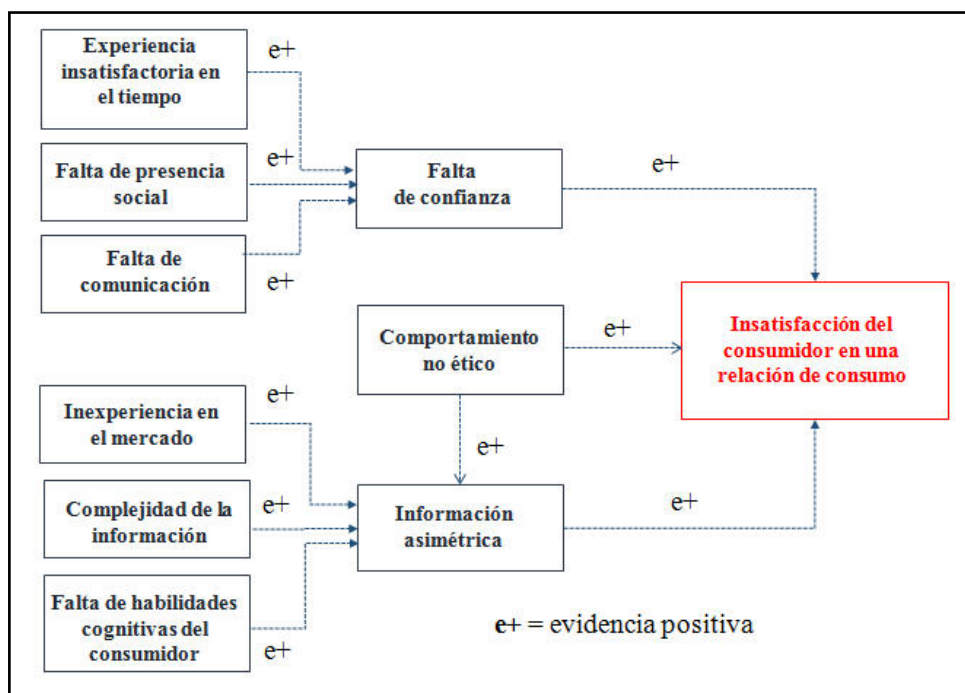 Experiencia
insatisfactoria en
el tiempo
e+
Falta de presencia
social
e+
Falta de
comunicación
e+
Falta
de confianza
e+
Comportamiento
no ético
e+
e+
Insatisfacción del
consumidor en una
relación de consumo
Inexperiencia en
el mercado
e+
Complejidad de la
información
e+
Falta de habilidades
cognitivas del
consumidor
e+
Información
asimétrica
e+
e+ = evidencia positiva